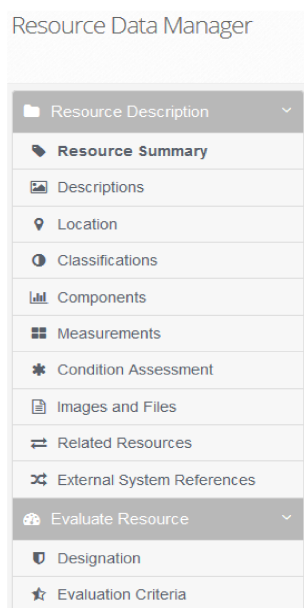 Resource Data Manager
Resource Description
Resource Summary
Descriptions
Location
Classifications
Components
Measurements
Condition Assessment
Images and Files
Related Resources
External System References
Evaluate Resource
Designation
Evaluation Criteria